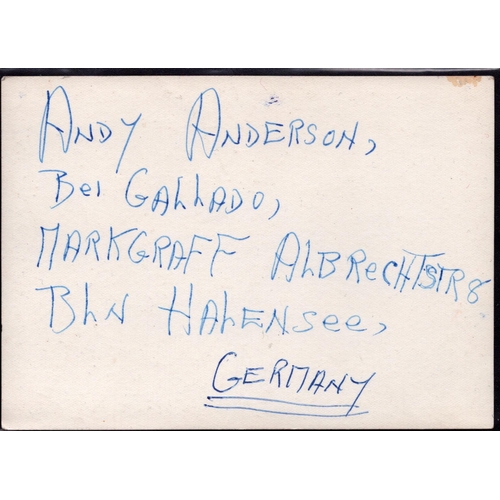 ANDY ANDERSON,
Bei GALLADO,
MARKGRAFF ALBReCHTSTR 8
BLN HALENSee,
GERMANY